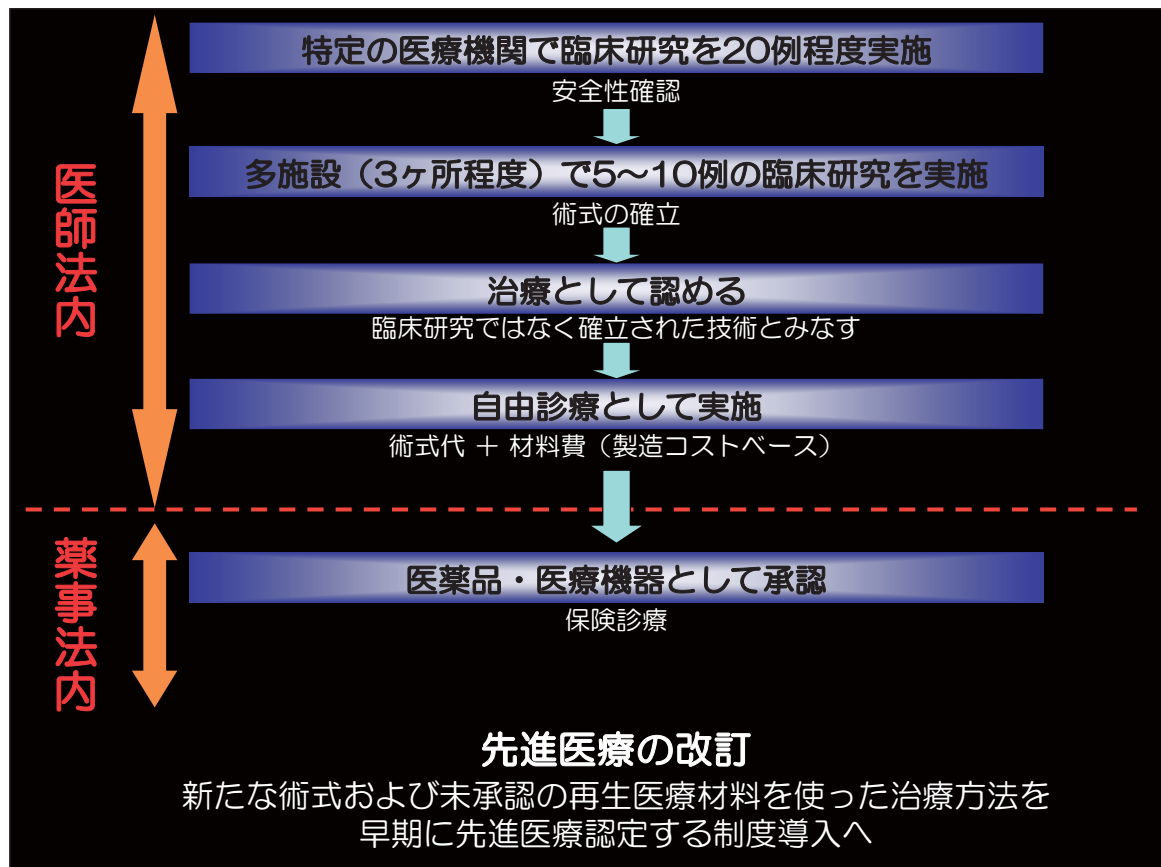 特定の医療機関で臨床研究を20例程度実施
安全性確認
多施設（3ヶ所程度）で5～10例の臨床研究を実施
術式の確立
治療として認める
臨床研究ではなく確立された技術とみなす
自由診療として実施
術式代 ＋ 材料費（製造コストベース）
医師法内
医薬品・医療機器として承認
保険診療
薬事法内
先進医療の改訂
新たな術式および未承認の再生医療材料を使った治療方法を
早期に先進医療認定する制度導入へ